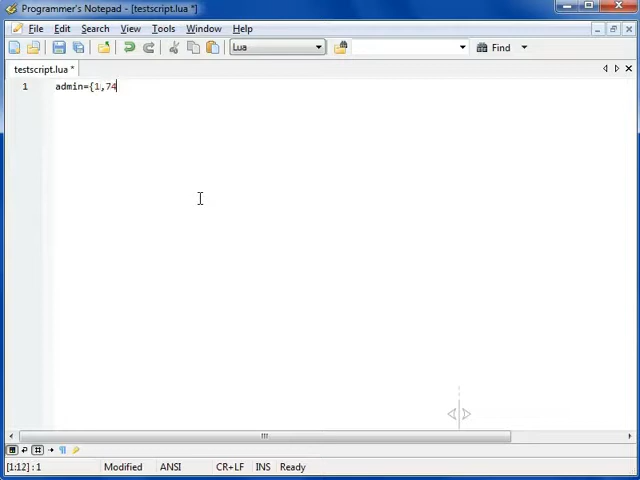 Programmer's Notepad - [testscript.lua *]
File Edit Search View Tools Window Help
Lua Find
testscript.lua *
1 admin={1,74
[1:12] : 1 Modified ANSI CR+LF INS Ready